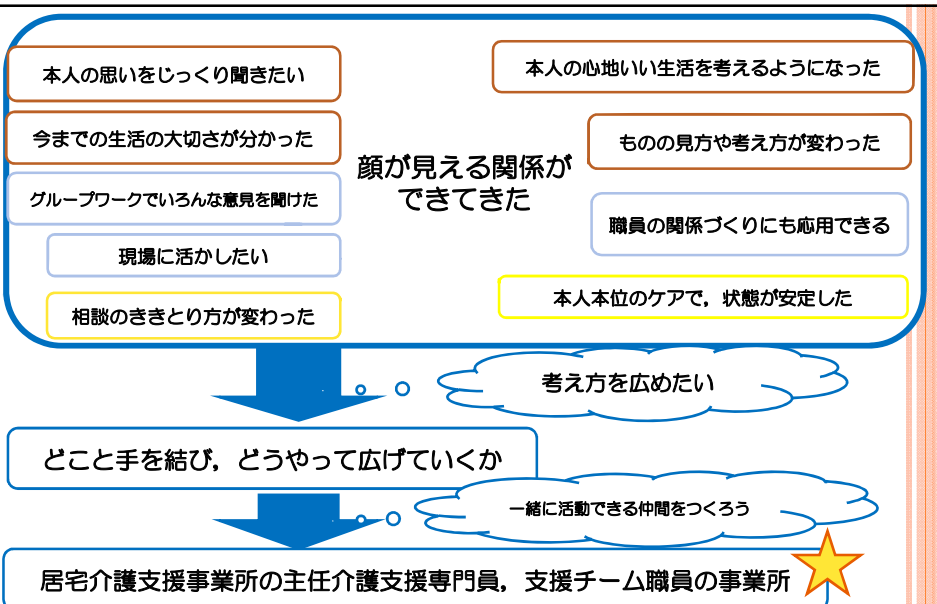 本人の思いをじっくり聞きたい
本人の心地いい生活を考えるようになった
今までの生活の大切さが分かった
ものの見方や考え方が変わった
顔が見える関係が
できてきた
グループワークでいろんな意見を聞けた
職員の関係づくりにも応用できる
現場に活かしたい
本人本位のケアで，状態が安定した
相談のききとり方が変わった
考え方を広めたい
どこと手を結び，どうやって広げていくか
一緒に活動できる仲間をつくろう
居宅介護支援事業所の主任介護支援専門員，支援チーム職員の事業所